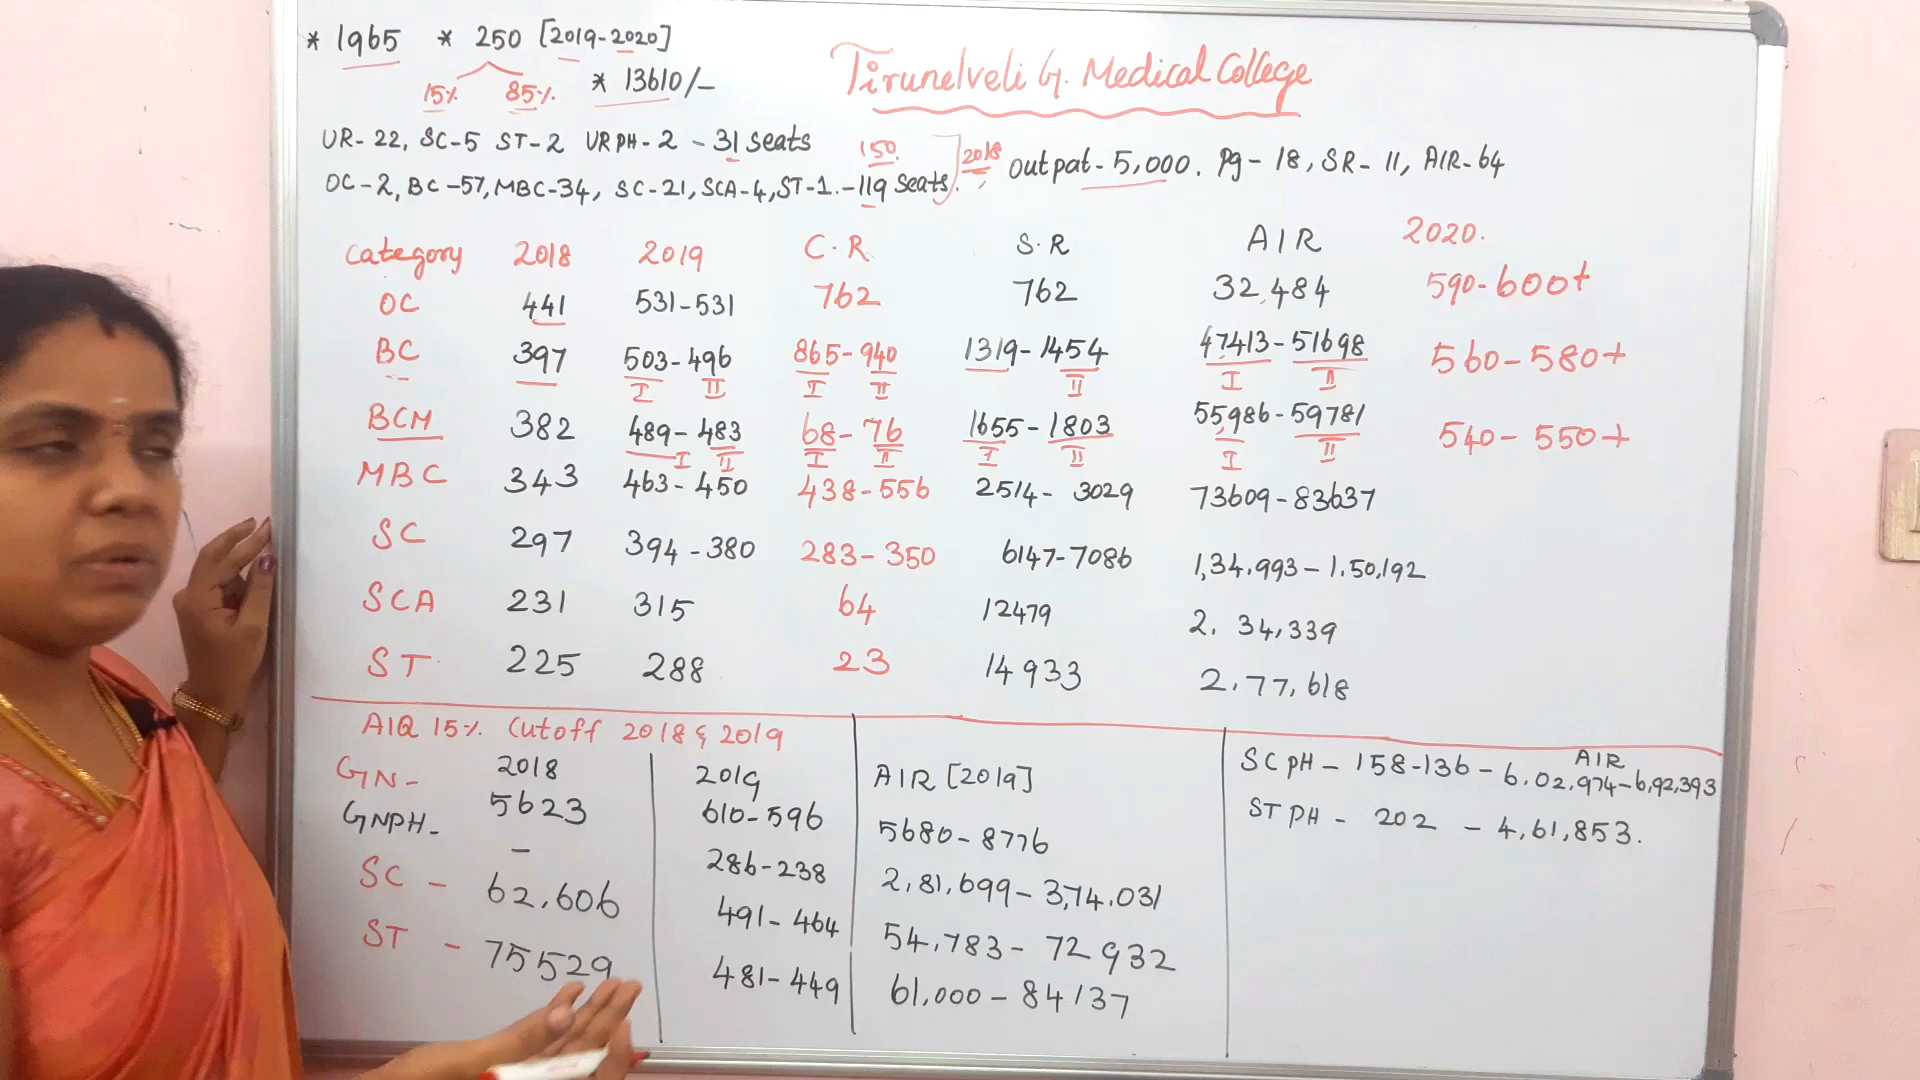 * 1965 * 250 [2019-2020]
15% 85% * 13610/-
Tirunelveli G. Medical College
UR- 22, SC-5 ST-2 URPH-2 - 31 Seats
OC-2, BC-57, MBC-34, SC-21, SCA-4, ST-1.-119 Seats.
150
2018
Outpat-5,000. Pg-18, SR-11, AIR-64
Category 2018 2019 C.R S.R AIR 2020.
OC 441 531-531 762 762 32,484 590-600+
BC 397 503-496 865-940 1319-1454 47413-51698 560-580+
I II I II II I II
BCM 382 489-483 68-76 1655-1803 55,986-59781 540-550+
I II I II I II I II
MBC 343 463-450 438-556 2514-3029 73609-83637
SC 297 394-380 283-350 6147-7086 1,34,993-1.50,192
SCA 231 315 64 12479 2. 34,339
ST 225 288 23 14933 2.77,618
AIQ 15% Cutoff 2018 & 2019
2018 2019 AIR [2019]
GN- 5623 610-596 5680-8776
GNPH- - 286-238 2,81,699-3,74.031
SC - 62,606 491-464 54,783-72932
ST - 75529 481-449 61,000-84137
AIR
SCPH-158-136-6,02,974-6,92,393
STPH-202-4,61,853.